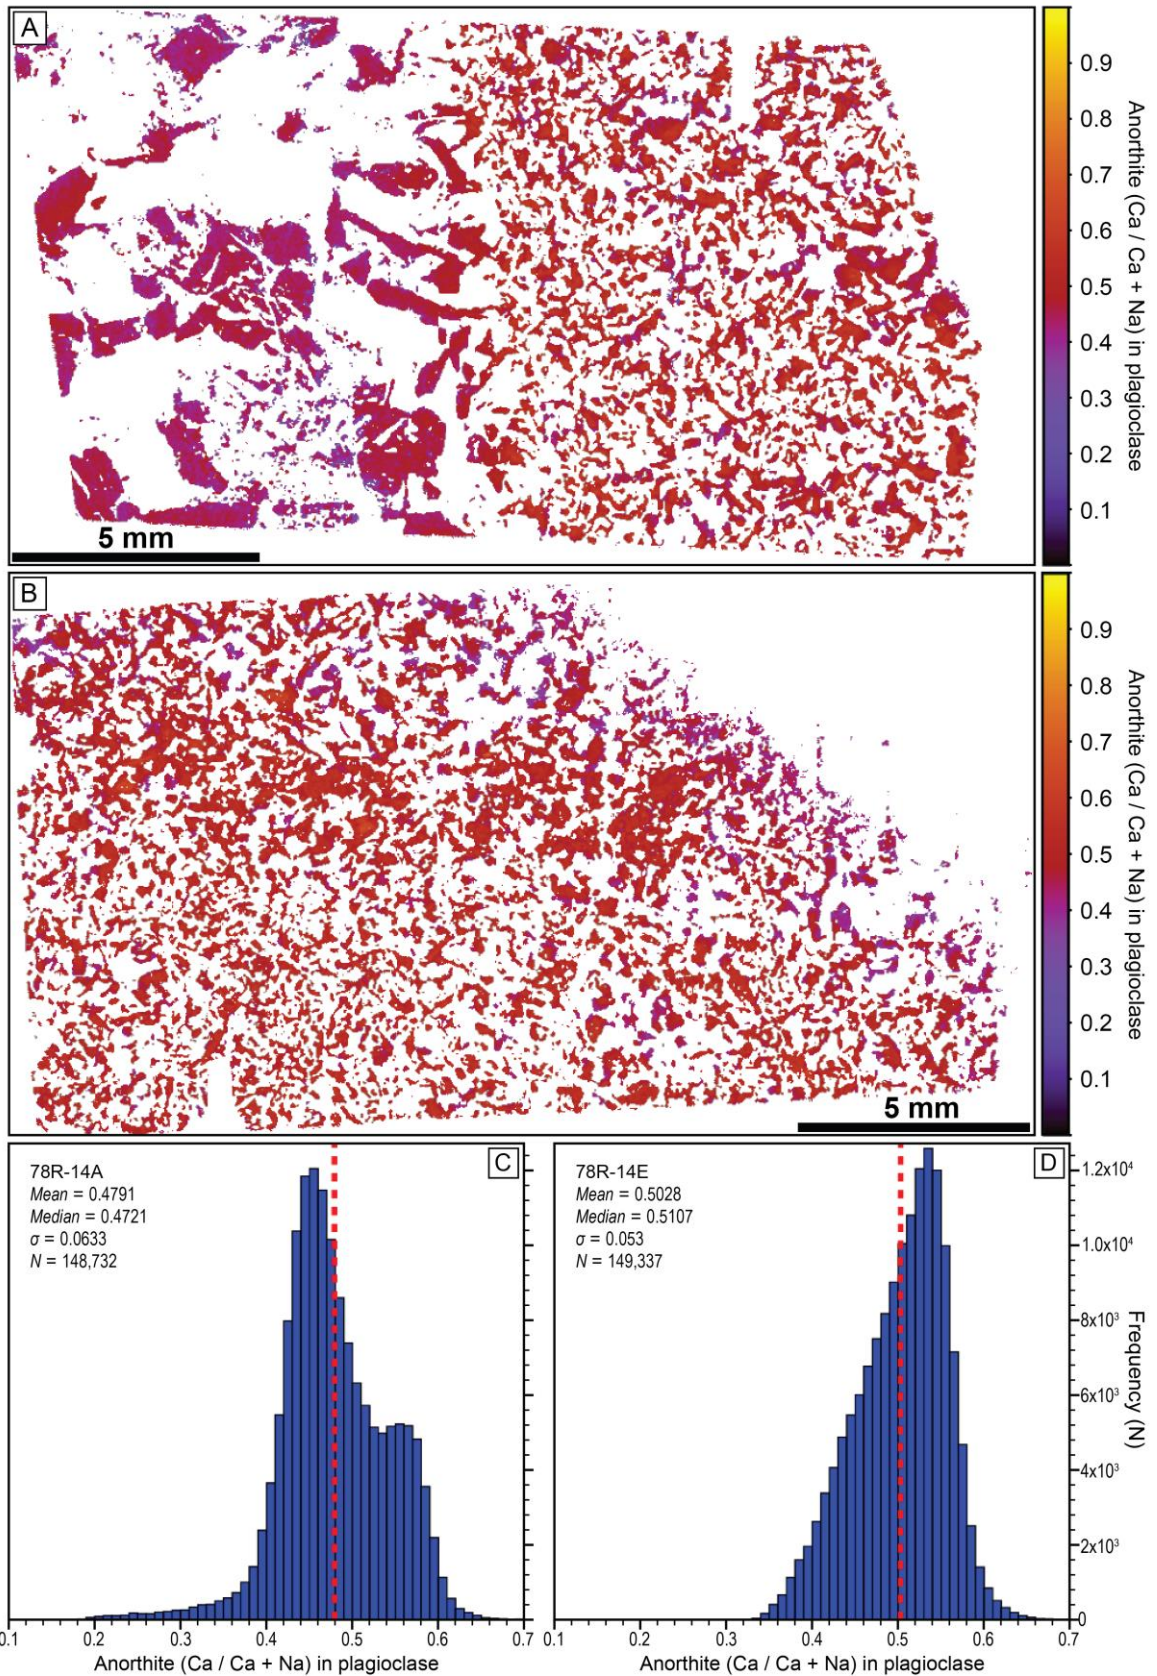 A
5 mm
0.9
0.8
0.7
0.6
0.5
0.4
0.3
0.2
0.1
Anorthite (Ca / Ca + Na) in plagioclase
B
5 mm
0.9
0.8
0.7
0.6
0.5
0.4
0.3
0.2
0.1
Anorthite (Ca / Ca + Na) in plagioclase
C
78R-14A
Mean = 0.4791
Median = 0.4721
σ = 0.0633
N = 148,732
0.1 0.2 0.3 0.4 0.5 0.6 0.7
Anorthite (Ca / Ca + Na) in plagioclase
D
78R-14E
Mean = 0.5028
Median = 0.5107
σ = 0.053
N = 149,337
1.2x10⁴
1.0x10⁴
8x10³
6x10³
4x10³
2x10³
0
Frequency (N)
0.2 0.3 0.4 0.5 0.6 0.7
Anorthite (Ca / Ca + Na) in plagioclase